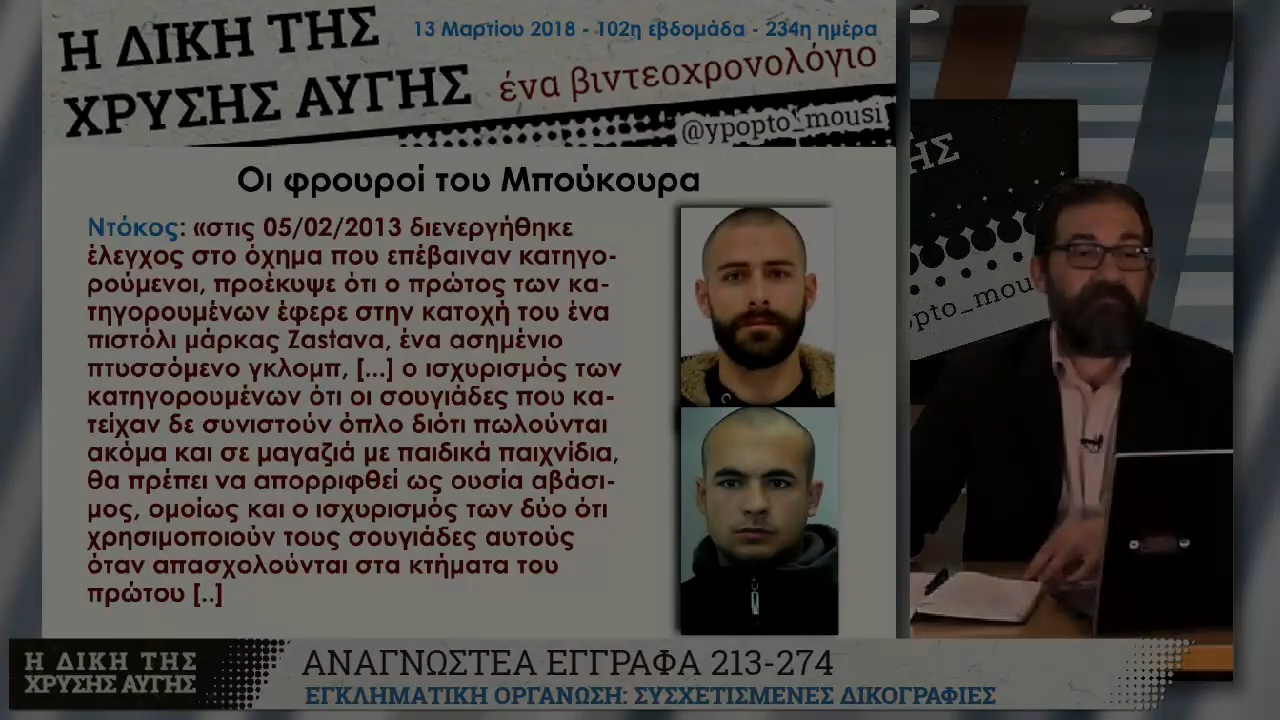 Η ΔΙΚΗ ΤΗΣ
ΧΡΥΣΗΣ ΑΥΓΗΣ
13 Μαρτίου 2018 - 102η εβδομάδα - 234η ημέρα
ένα βιντεοχρονολόγιο
@ypopto_mousi
Οι φρουροί του Μπούκουρα
Ντόκος: «στις 05/02/2013 διενεργήθηκε
έλεγχος στο όχημα που επέβαιναν κατηγο-
ρούμενοι, προέκυψε ότι ο πρώτος των κα-
τηγορουμένων έφερε στην κατοχή του ένα
πιστόλι μάρκας Zastava, ένα ασημένιο
πτυσσόμενο γκλομπ, [...] ο ισχυρισμός των
κατηγορουμένων ότι οι σουγιάδες που κα-
τείχαν δε συνιστούν όπλο διότι πωλούνται
ακόμα και σε μαγαζιά με παιδικά παιχνίδια,
θα πρέπει να απορριφθεί ως ουσία αβάσι-
μος, ομοίως και ο ισχυρισμός των δύο ότι
χρησιμοποιούν τους σουγιάδες αυτούς
όταν απασχολούνται στα κτήματα του
πρώτου [..]
ΗΣ
pto_mou
Η ΔΙΚΗ ΤΗΣ
ΧΡΥΣΗΣ ΑΥΓΗΣ
ΑΝΑΓΝΩΣΤΕΑ ΕΓΓΡΑΦΑ 213-274
ΕΓΚΛΗΜΑΤΙΚΗ ΟΡΓΑΝΩΣΗ: ΣΥΣΧΕΤΙΣΜΕΝΕΣ ΔΙΚΟΓΡΑΦΙΕΣ